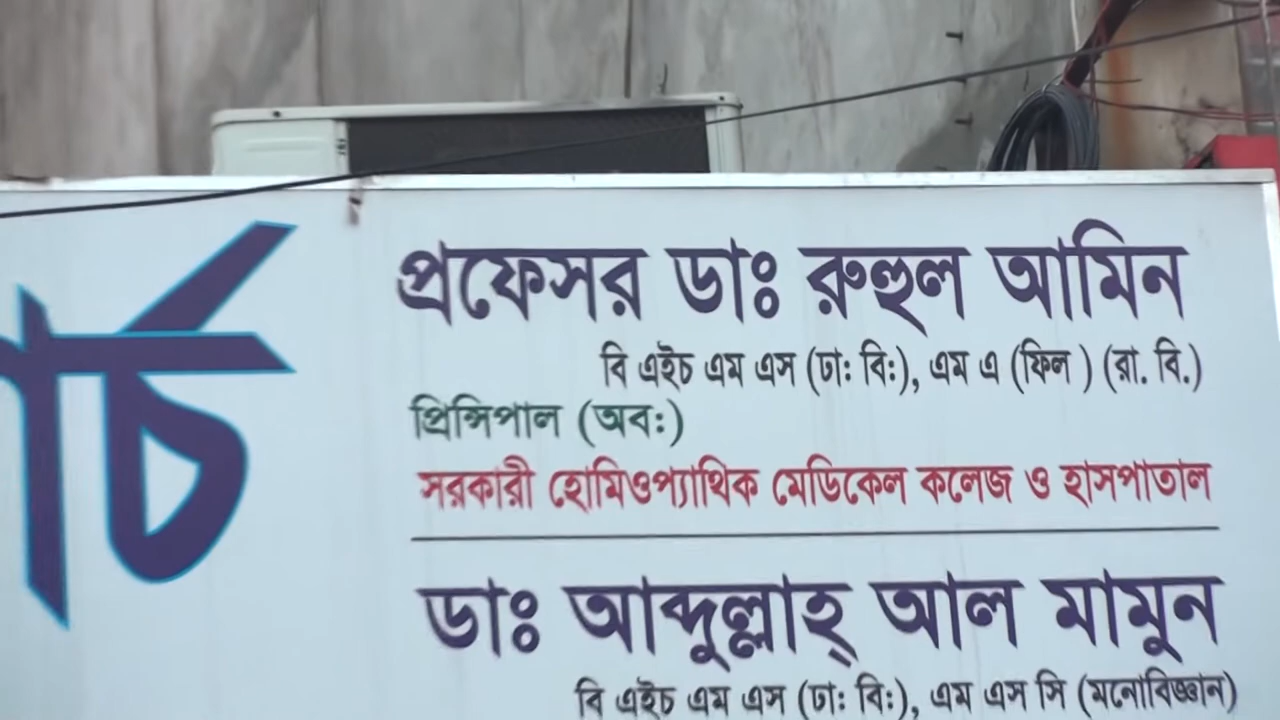 র্চ
প্রফেসর ডাঃ রুহুল আমিন
বি এইচ এম এস (ঢা: বি:), এম এ (ফিল ) (রা. বি.)
প্রিন্সিপাল (অব:)
সরকারী হোমিওপ্যাথিক মেডিকেল কলেজ ও হাসপাতাল
ডাঃ আব্দুল্লাহ্ আল মামুন
বি এইচ এম এস (ঢা: বি:), এম এস সি (মনোবিজ্ঞান)